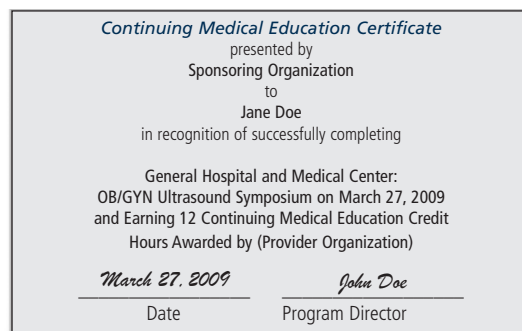 Continuing Medical Education Certificate
presented by
Sponsoring Organization
to
Jane Doe
in recognition of successfully completing
General Hospital and Medical Center:
OB/GYN Ultrasound Symposium on March 27, 2009
and Earning 12 Continuing Medical Education Credit
Hours Awarded by (Provider Organization)
March 27, 2009 John Doe
Date Program Director